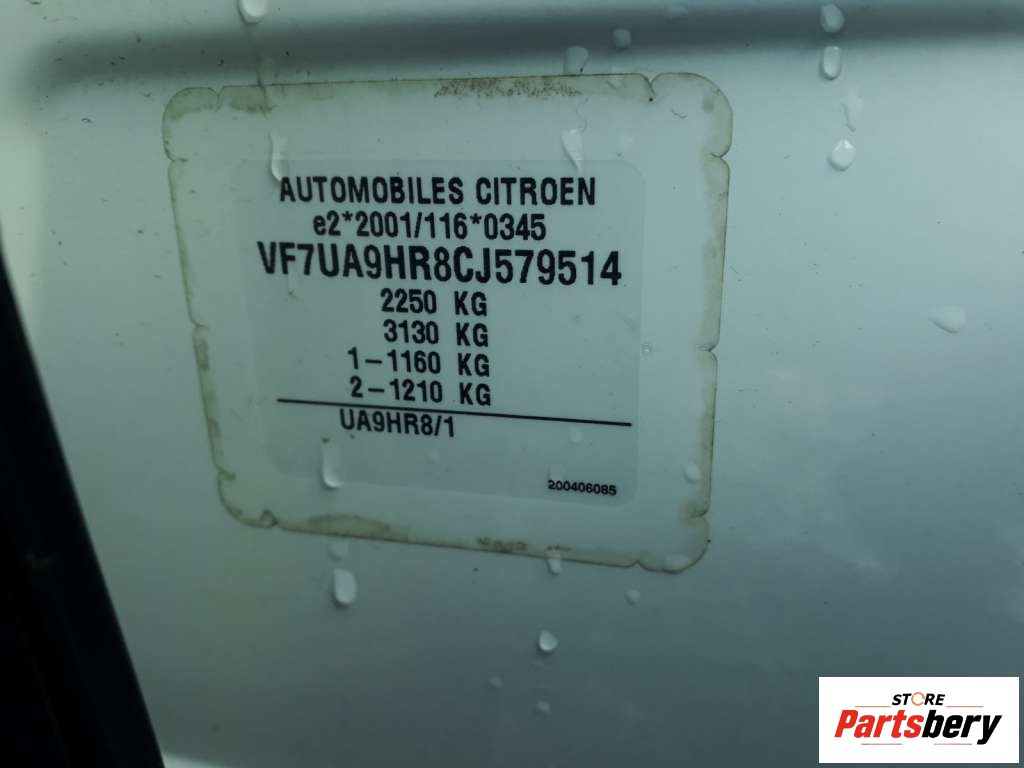 AUTOMOBILES CITROEN
e2*2001/116*0345
VF7UA9HR8CJ579514
2250 KG
3130 KG
1-1160 KG
2-1210 KG
UA9HR8/1
200406085
STORE
Partsbery